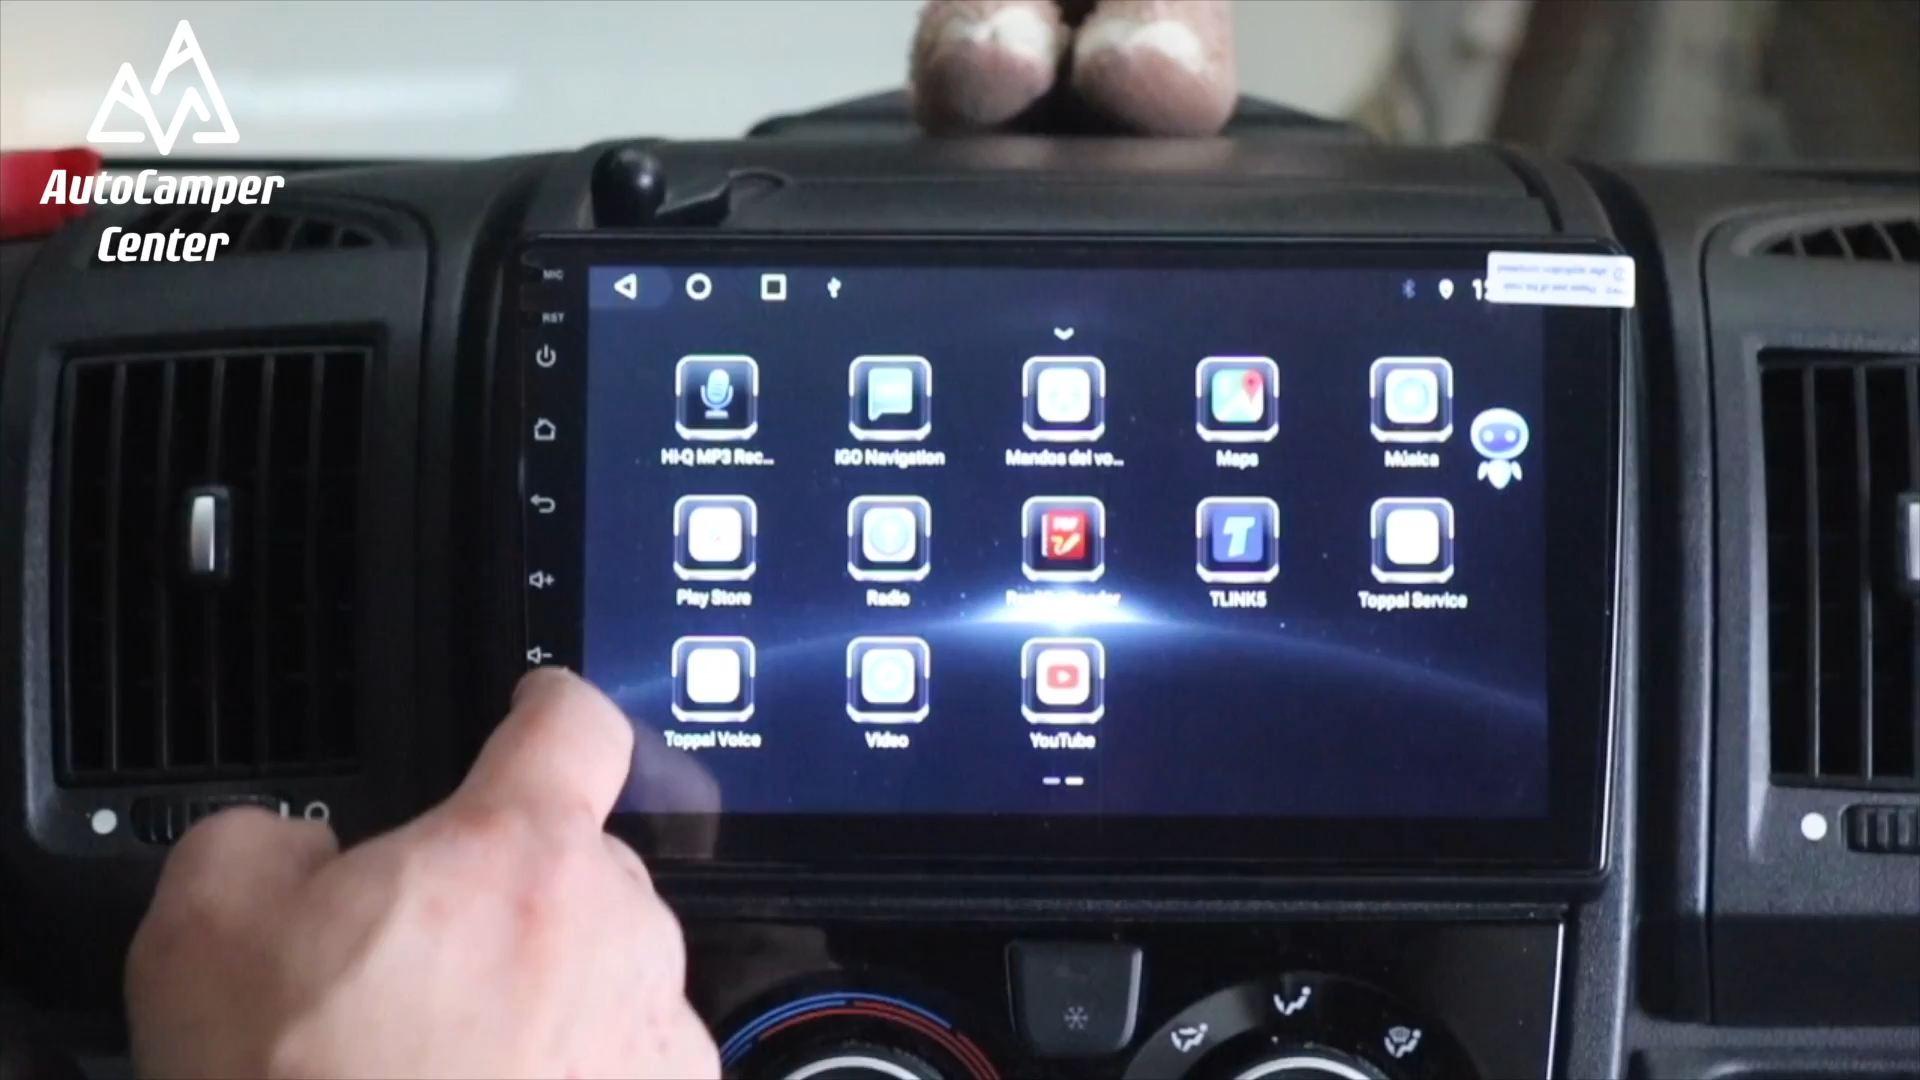 AutoCamper
Center
MIC
RST
HI-Q MP3 Rec...
iGO Navigation
Mandos del vo...
Maps
Música
Play Store
Radio
TLINK5
Toppal Service
Toppal Voice
Video
YouTube